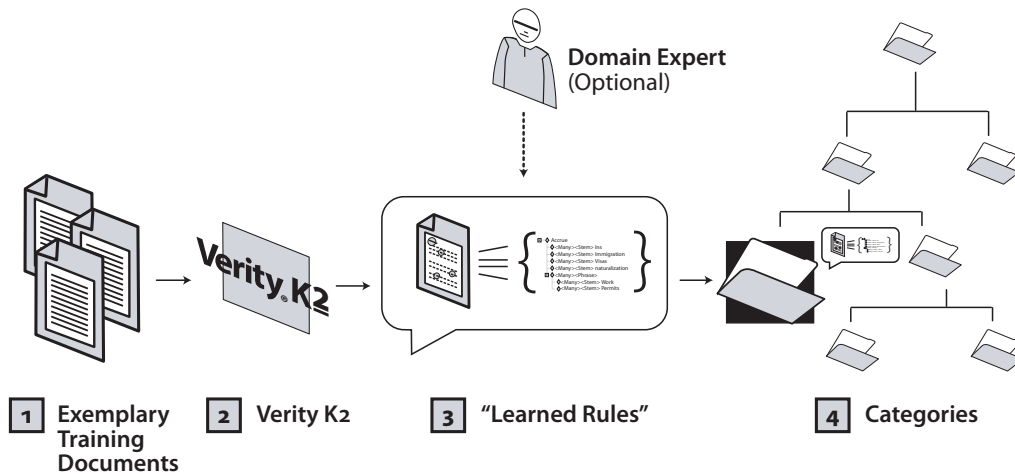 Domain Expert
(Optional)
Verity® K2
Accrue
<Many><Stem> Ins
<Many><Stem> Immigration
<Many><Stem> Visas
<Many><Stem> naturalization
<Many><Phrase>
<Many><Stem> Work
<Many><Stem> Permits
1 Exemplary
Training
Documents
2 Verity K2
3 “Learned Rules”
4 Categories